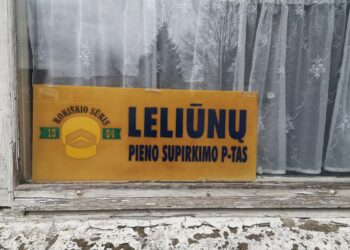 ROKIŠKIO SŪRIS
19 64
LELIŪNŲ
PIENO SUPIRKIMO P-TAS